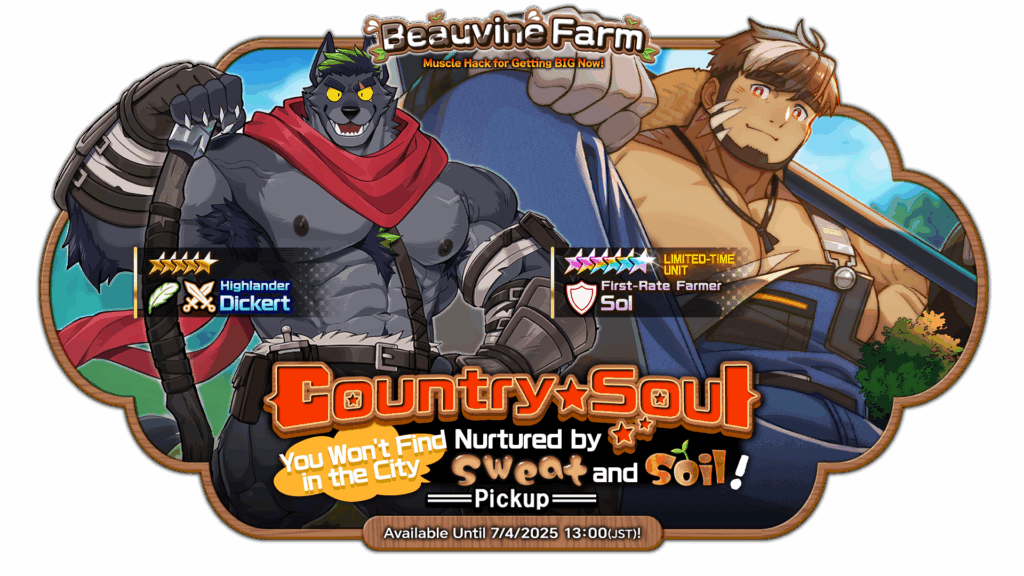 Beauvine Farm
Muscle Hack for Getting BIG Now!
Highlander
Dickert
LIMITED-TIME
UNIT
First-Rate Farmer
Sol
Country★Soul
You Won't Find
in the City
Nurtured by
Sweat and Soil!
Pickup
Available Until 7/4/2025 13:00(JST)!